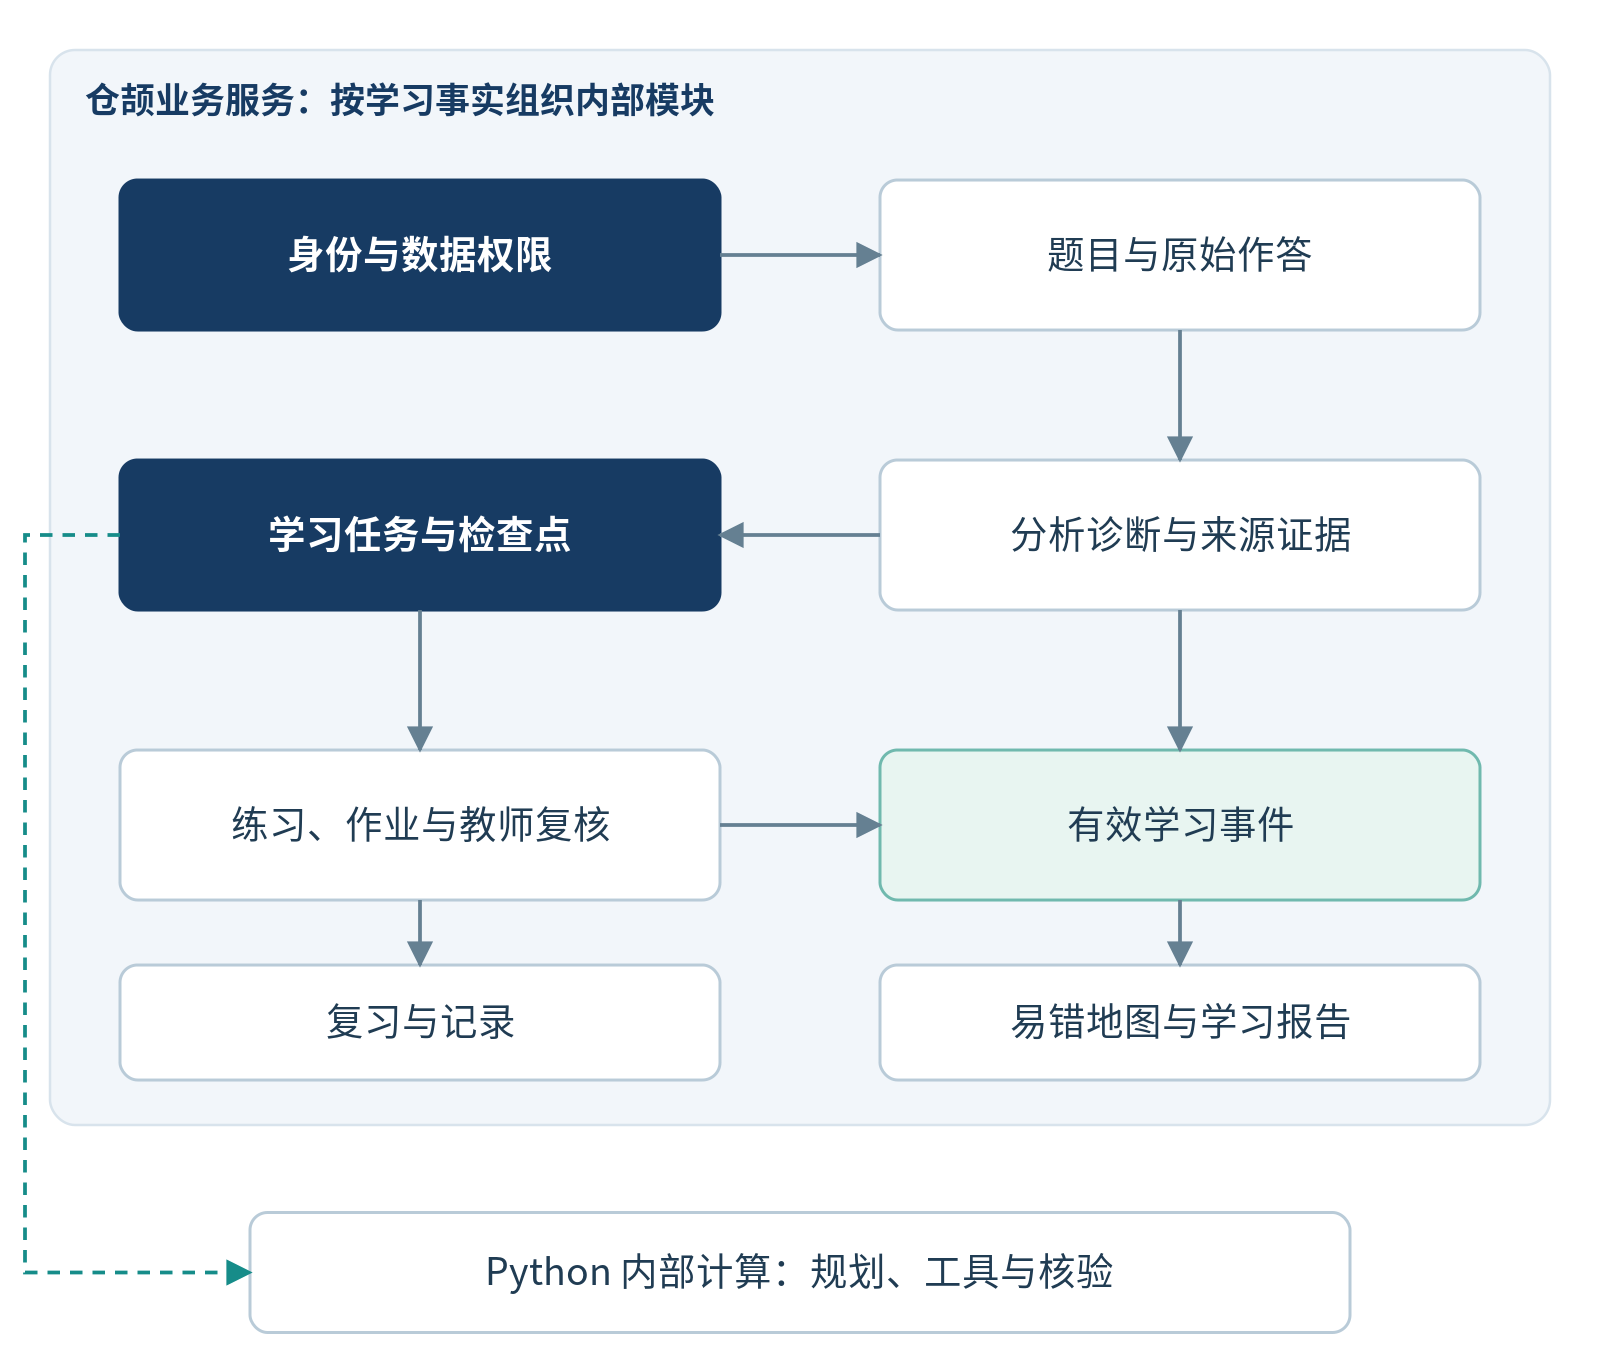 仓颉业务服务：按学习事实组织内部模块
身份与数据权限
题目与原始作答
学习任务与检查点
分析诊断与来源证据
练习、作业与教师复核
有效学习事件
复习与记录
易错地图与学习报告
Python 内部计算：规划、工具与核验